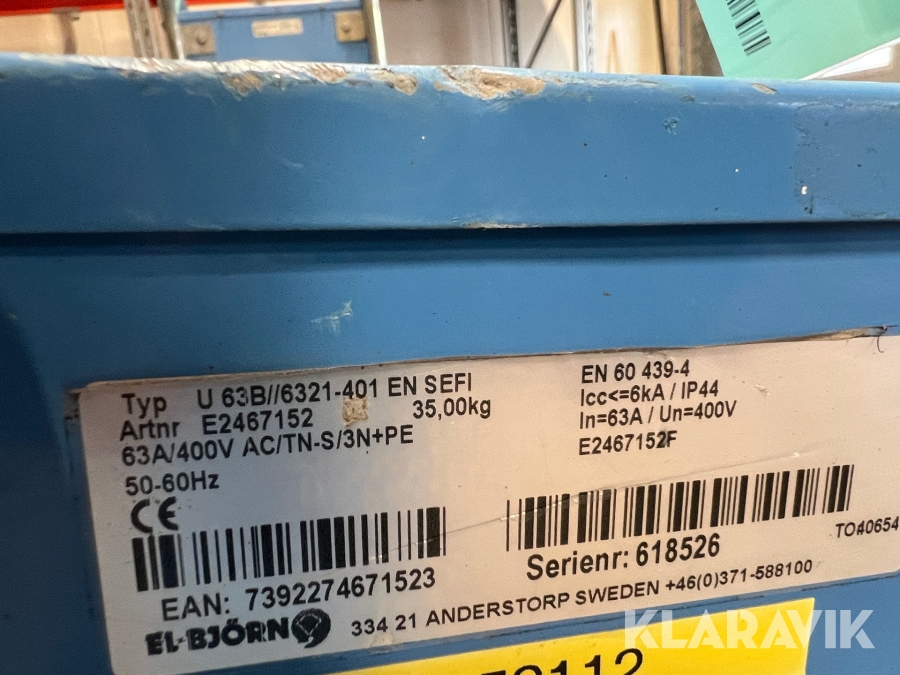 Typ U 63B//6321-401 EN SEFI
Artnr E2467152 35,00kg
63A/400V AC/TN-S/3N+PE
50-60Hz
CE
EN 60 439-4
Icc<=6kA / IP44
In=63A / Un=400V
E2467152F
EAN: 7392274671523
Serienr: 618526
TO40654
EL-BJÖRN
334 21 ANDERSTORP SWEDEN +46(0)371-588100
KLARAVIK